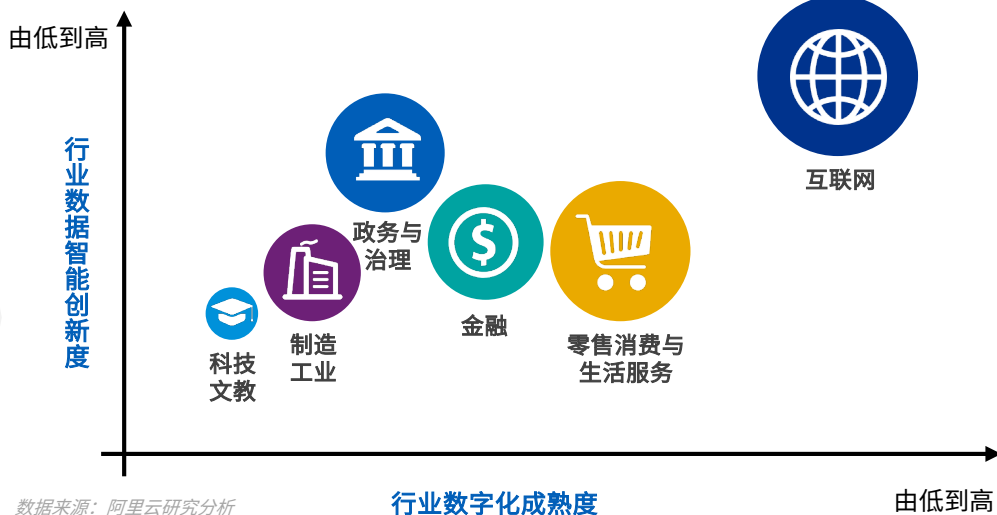 由低到高
行业数据智能创新度
互联网
政务与
治理
金融
制造
工业
零售消费与
生活服务
科技
文教
数据来源：阿里云研究分析
行业数字化成熟度
由低到高